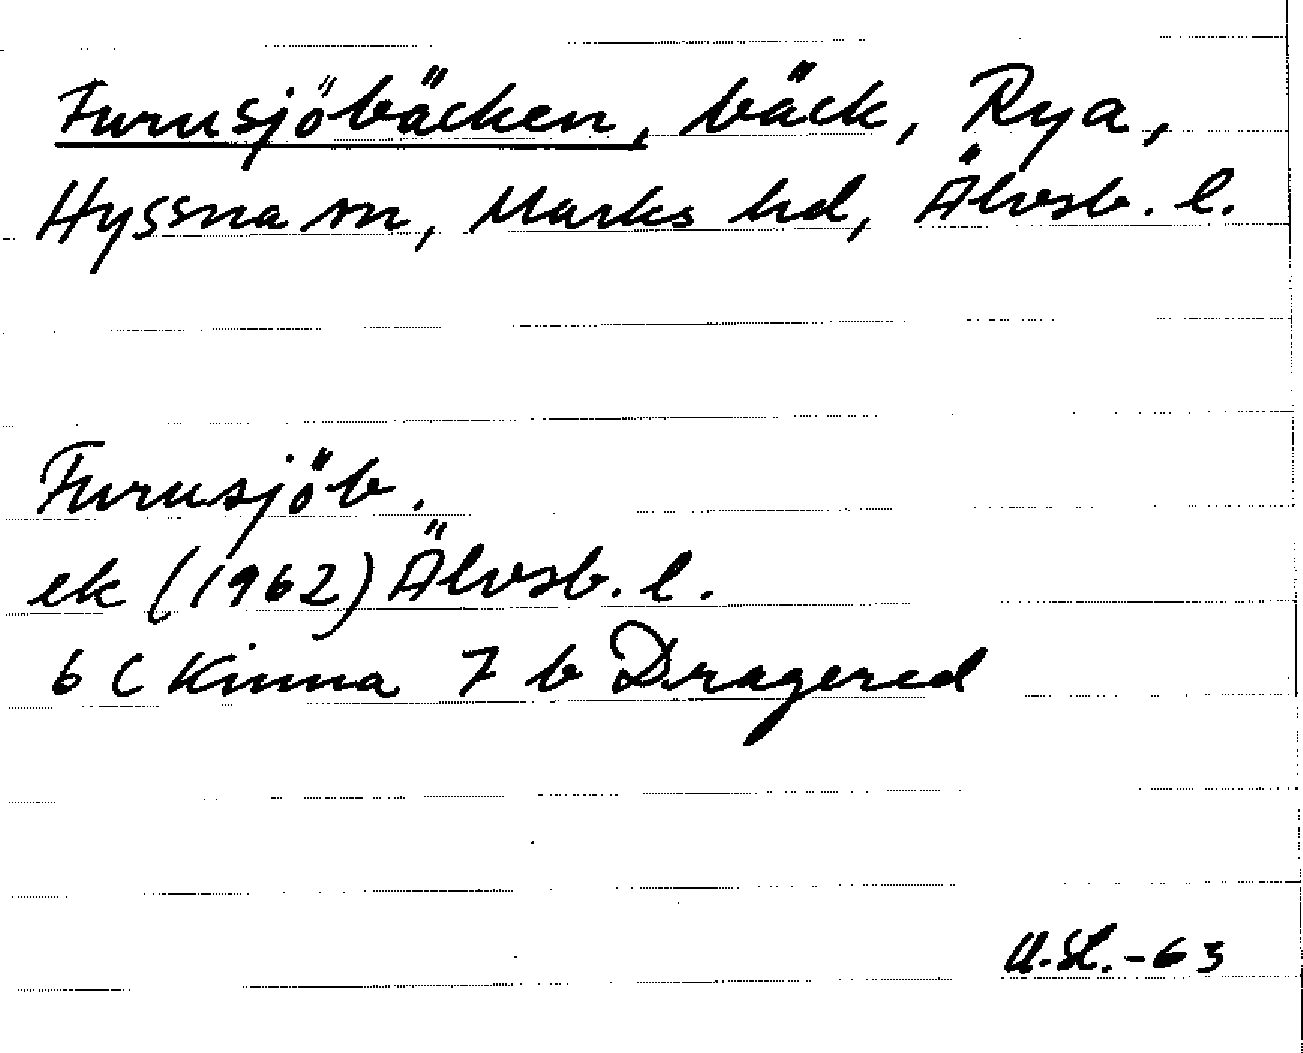 Furusjöbäcken, bäck, Rya,
Hyssna sn, Marks hd, Älvsb. l.
Furusjöb.
ek (1962) Älvsb. l.
6 C Kinna 7 b Dragered
-63